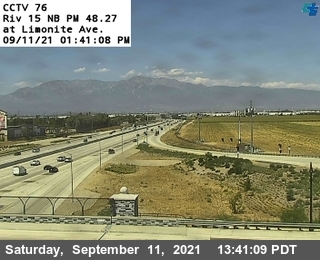 CCTV 76
Riv 15 NB PM 48.27
at Limonite Ave.
09/11/21 01:41:08 PM
Saturday, September 11, 2021 13:41:09 PDT